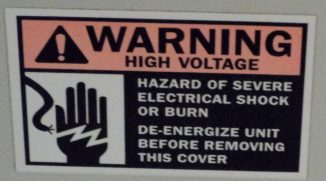 WARNING
HIGH VOLTAGE
HAZARD OF SEVERE
ELECTRICAL SHOCK
OR BURN
DE-ENERGIZE UNIT
BEFORE REMOVING
THIS COVER